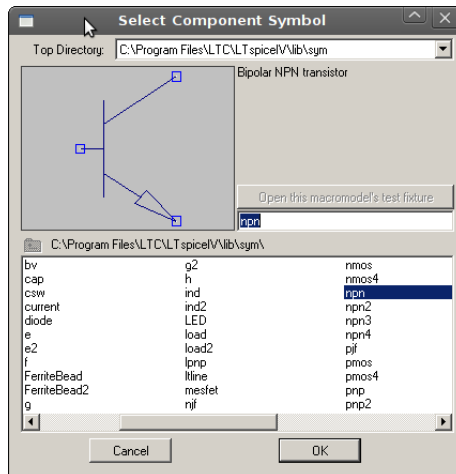 Select Component Symbol
Top Directory: C:\Program Files\LTC\LTspiceIV\lib\sym
Bipolar NPN transistor
Open this macromodel's test fixture
npn
C:\Program Files\LTC\LTspiceIV\lib\sym\
bv g2 nmos
cap h nmos4
csw ind npn
current ind2 npn2
diode LED npn3
e load npn4
e2 load2 pjf
f lpnp pmos
FerriteBead ltline pmos4
FerriteBead2 mesfet pnp
g njf pnp2
Cancel OK